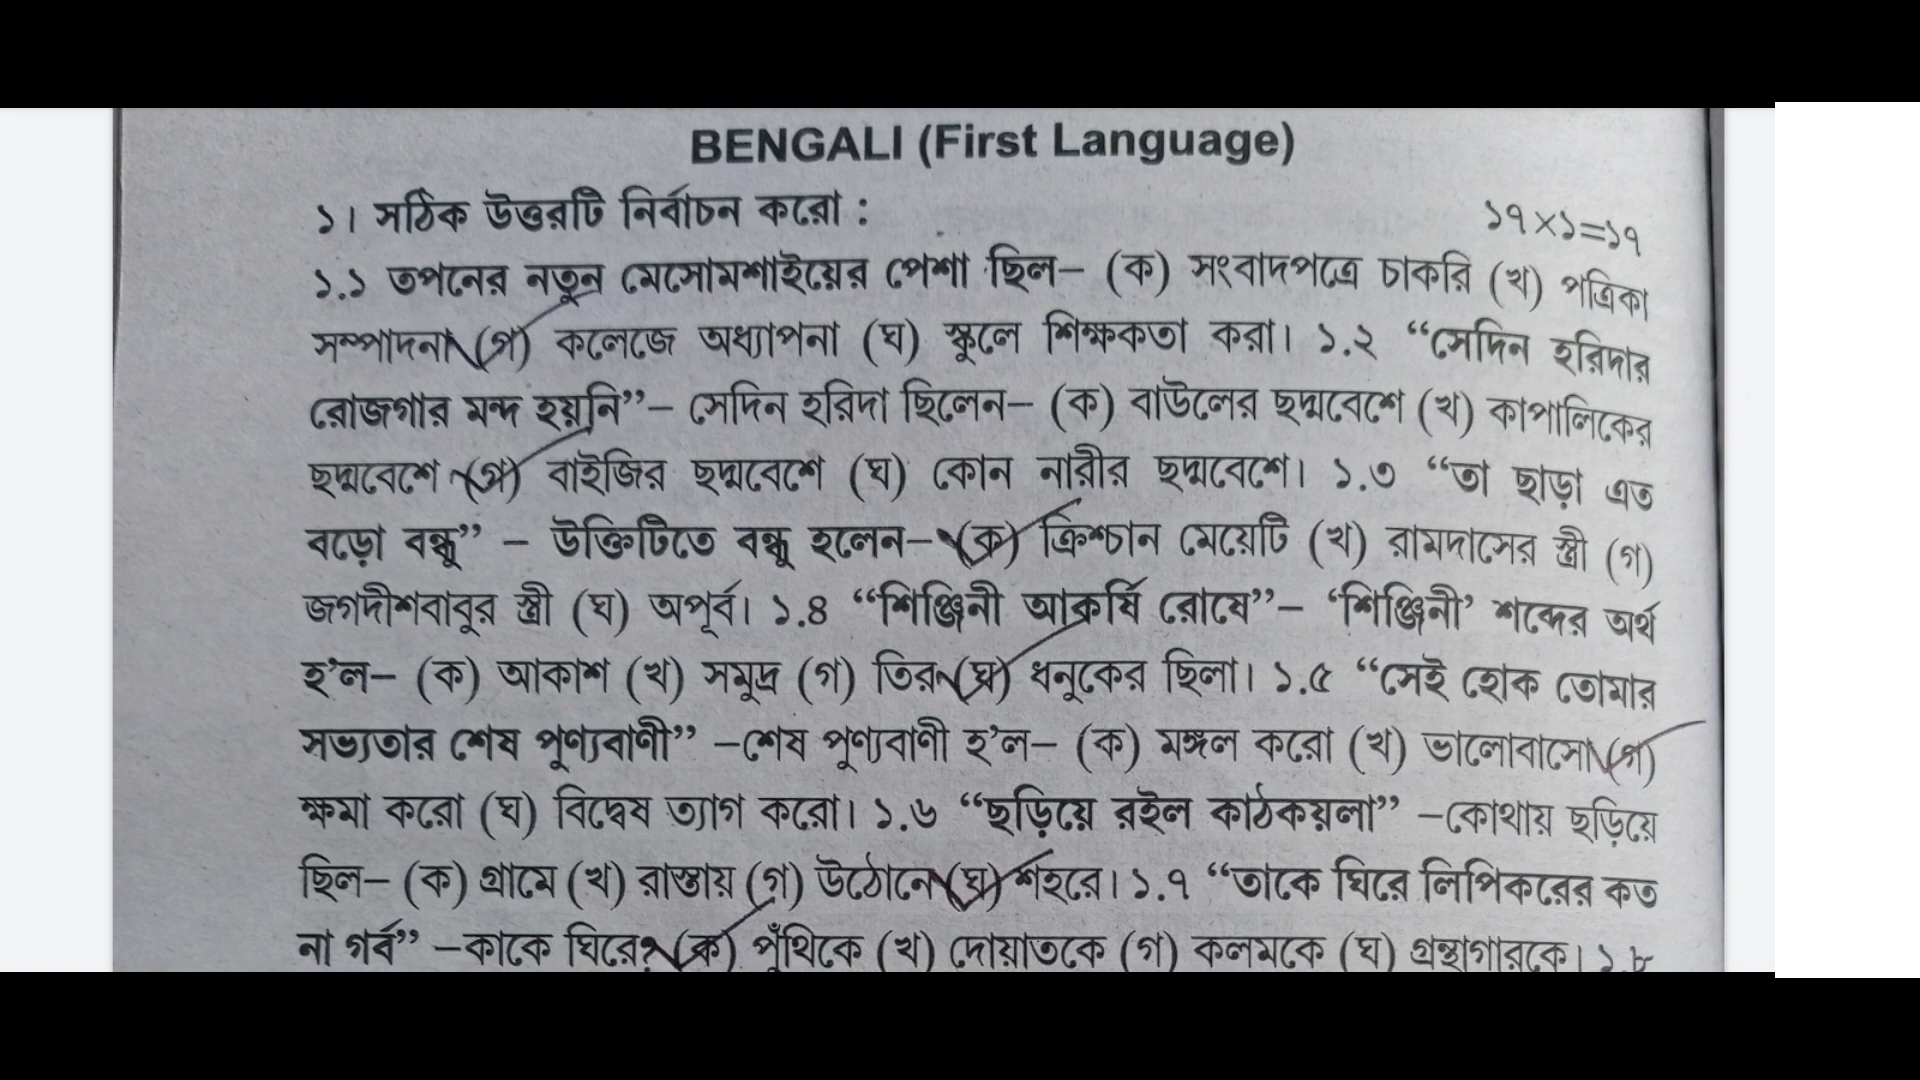 BENGALI (First Language)
১। সঠিক উত্তরটি নির্বাচন করো :
১৭×১=১৭
১.১ তপনের নতুন মেসোমশাইয়ের পেশা ছিল– (ক) সংবাদপত্রে চাকরি (খ) পত্রিকা
সম্পাদনা (গ) কলেজে অধ্যাপনা (ঘ) স্কুলে শিক্ষকতা করা। ১.২ “সেদিন হরিদার
রোজগার মন্দ হয়নি”– সেদিন হরিদা ছিলেন– (ক) বাউলের ছদ্মবেশে (খ) কাপালিকের
ছদ্মবেশে (গ) বাইজির ছদ্মবেশে (ঘ) কোন নারীর ছদ্মবেশে। ১.৩ “তা ছাড়া এত
বড়ো বন্ধু” – উক্তিটিতে বন্ধু হলেন– (ক) ক্রিশ্চান মেয়েটি (খ) রামদাসের স্ত্রী (গ)
জগদীশবাবুর স্ত্রী (ঘ) অপূর্ব। ১.৪ “শিঞ্জিনী আকর্ষি রোষে”– ‘শিঞ্জিনী’ শব্দের অর্থ
হ’ল– (ক) আকাশ (খ) সমুদ্র (গ) তির (ঘ) ধনুকের ছিলা। ১.৫ “সেই হোক তোমার
সভ্যতার শেষ পুণ্যবাণী” –শেষ পুণ্যবাণী হ’ল– (ক) মঙ্গল করো (খ) ভালোবাসো (গ)
ক্ষমা করো (ঘ) বিদ্বেষ ত্যাগ করো। ১.৬ “ছড়িয়ে রইল কাঠকয়লা” –কোথায় ছড়িয়ে
ছিল– (ক) গ্রামে (খ) রাস্তায় (গ) উঠোনে (ঘ) শহরে। ১.৭ “তাকে ঘিরে লিপিকরের কত
না গর্ব” –কাকে ঘিরে? (ক) পুঁথিকে (খ) দোয়াতকে (গ) কলমকে (ঘ) গ্রন্থাগারকে। ১.৮